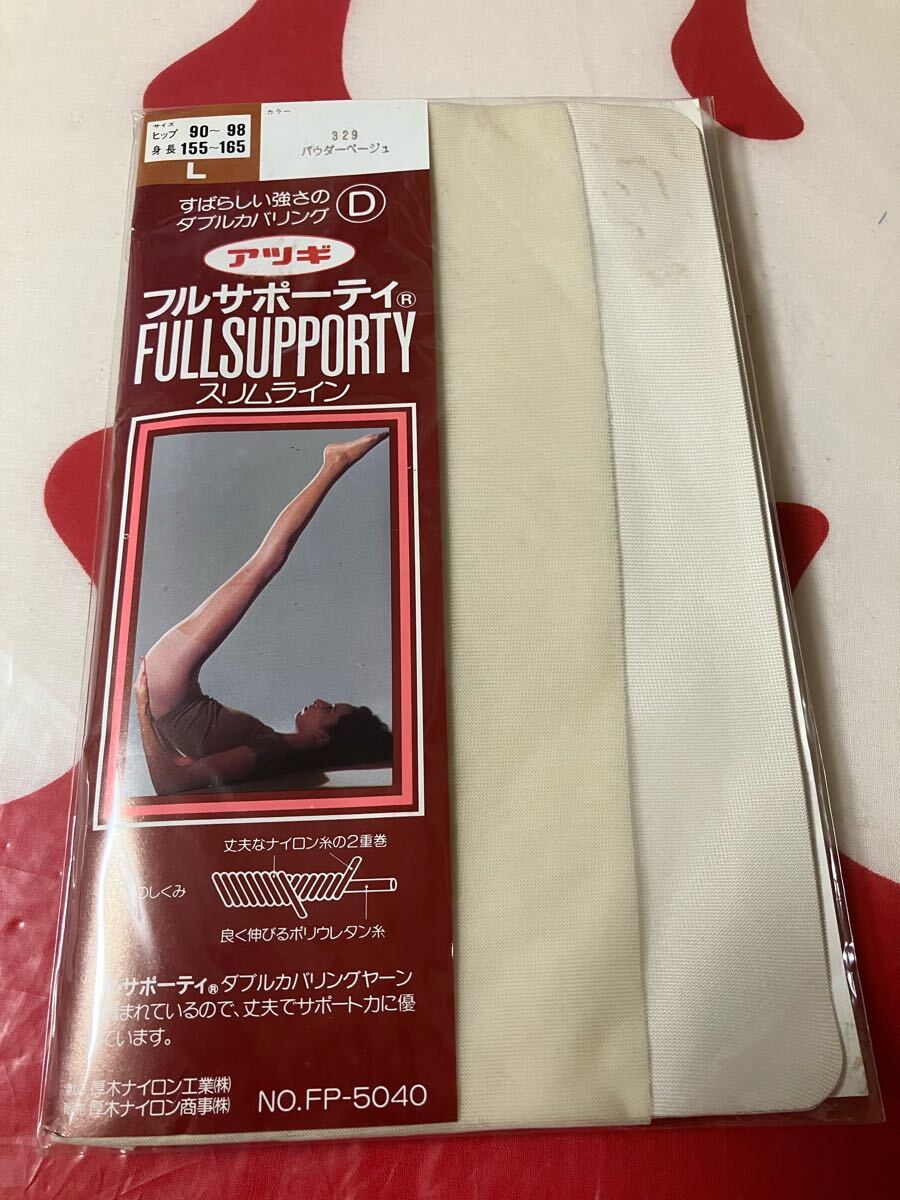 サイズ
ヒップ 90〜98
身長 155〜165
L
カラー
329
パウダーベージュ
すばらしい強さの
ダブルカバリング D
アツギ
フルサポーティ®
FULLSUPPORTY
スリムライン
丈夫なナイロン糸の2重巻
のしくみ
良く伸びるポリウレタン糸
ルサポーティ®ダブルカバリングヤーン
まれているので、丈夫でサポート力に優
ています。
厚木ナイロン工業㈱
厚木ナイロン商事㈱
NO.FP-5040